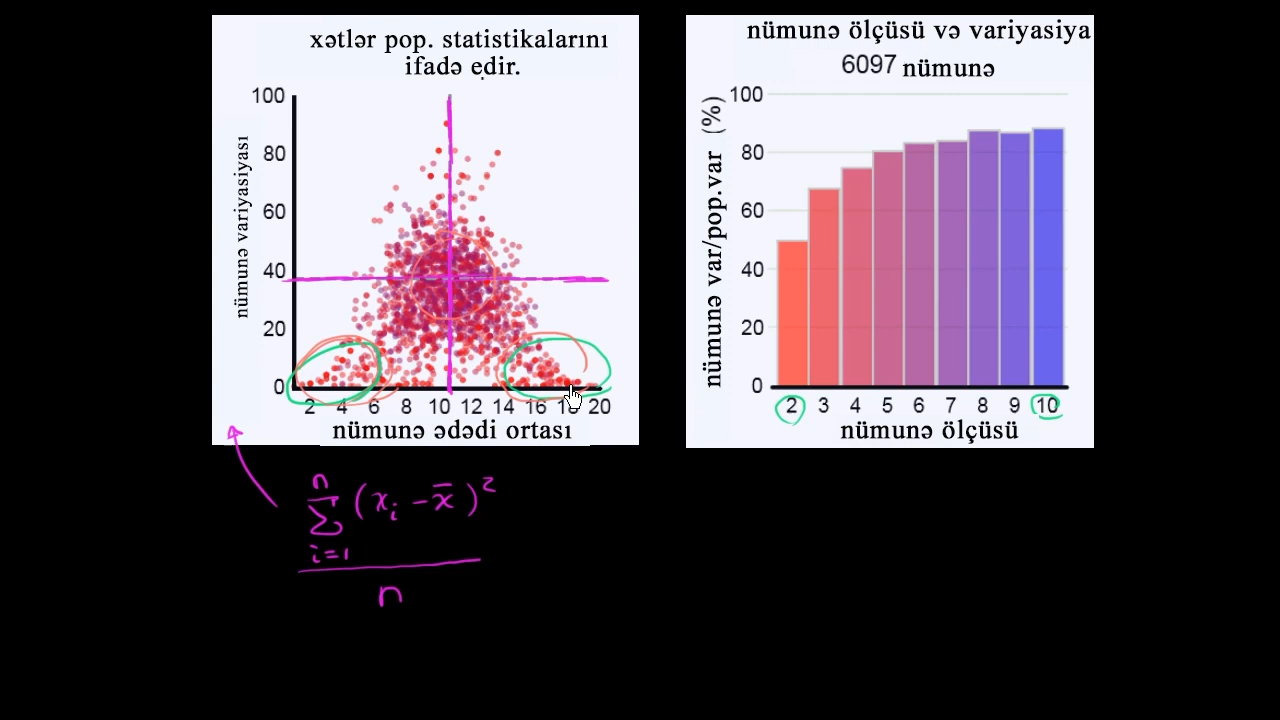 xətlər pop. statistikalarını
ifadə edir.
nümunə variyasiyası
100
80
60
40
20
0
2 4 6 8 10 12 14 16 18 20
nümunə ədədi ortası
nümunə ölçüsü və variyasiya
6097 nümunə
nümunə var/pop.var (%)
100
80
60
40
20
0
2 3 4 5 6 7 8 9 10
nümunə ölçüsü
n
∑ (xᵢ − x̄)²
i=1
n